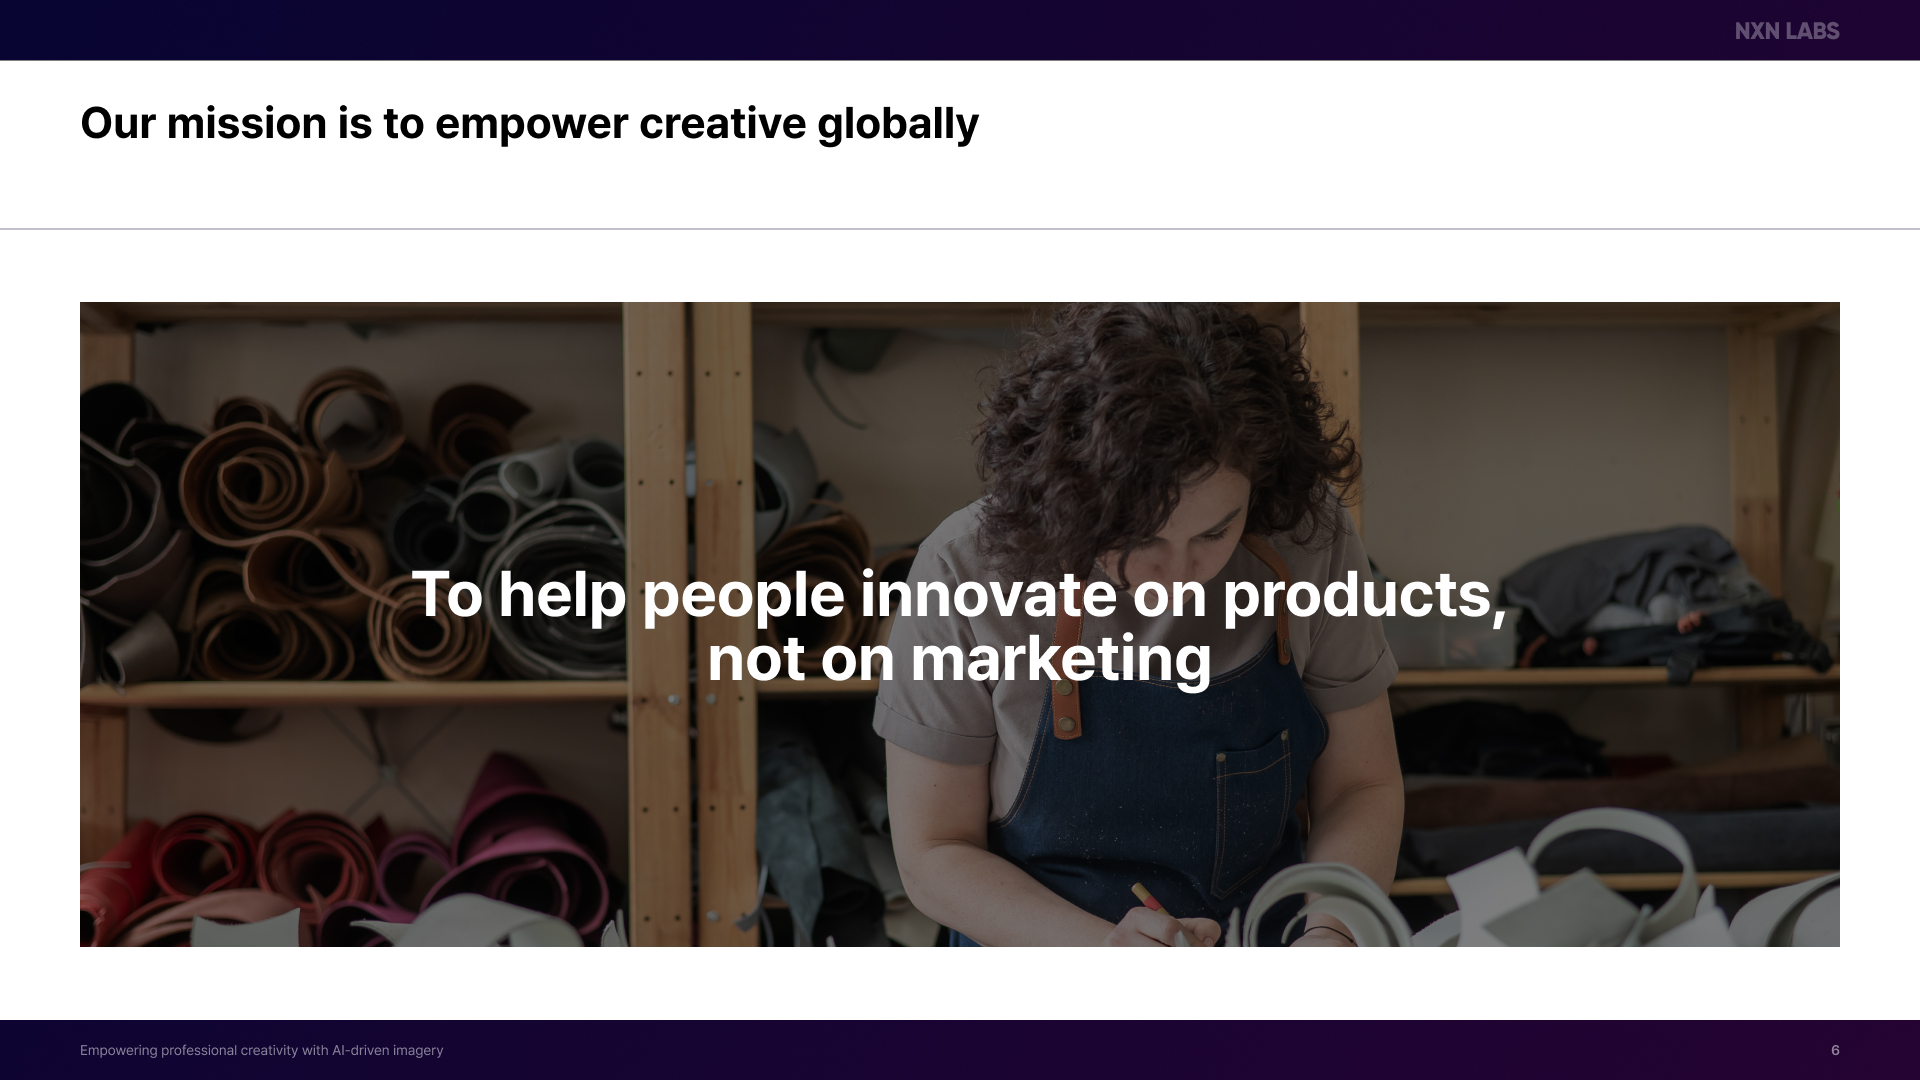 NXN LABS
Our mission is to empower creative globally
To help people innovate on products,
not on marketing
Empowering professional creativity with AI-driven imagery
6